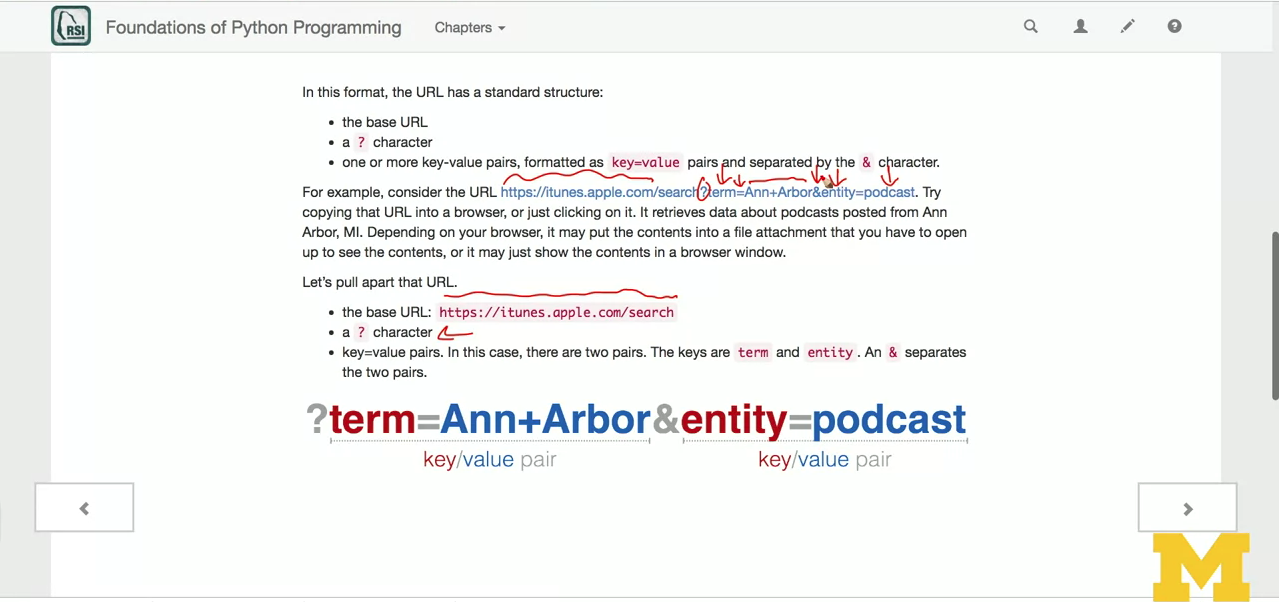 RSI Foundations of Python Programming Chapters
In this format, the URL has a standard structure:
• the base URL
• a ? character
• one or more key-value pairs, formatted as key=value pairs and separated by the & character.
For example, consider the URL https://itunes.apple.com/search?term=Ann+Arbor&entity=podcast. Try
copying that URL into a browser, or just clicking on it. It retrieves data about podcasts posted from Ann
Arbor, MI. Depending on your browser, it may put the contents into a file attachment that you have to open
up to see the contents, or it may just show the contents in a browser window.
Let's pull apart that URL.
• the base URL: https://itunes.apple.com/search
• a ? character
• key=value pairs. In this case, there are two pairs. The keys are term and entity. An & separates
the two pairs.
?term=Ann+Arbor&entity=podcast
key/value pair key/value pair
M